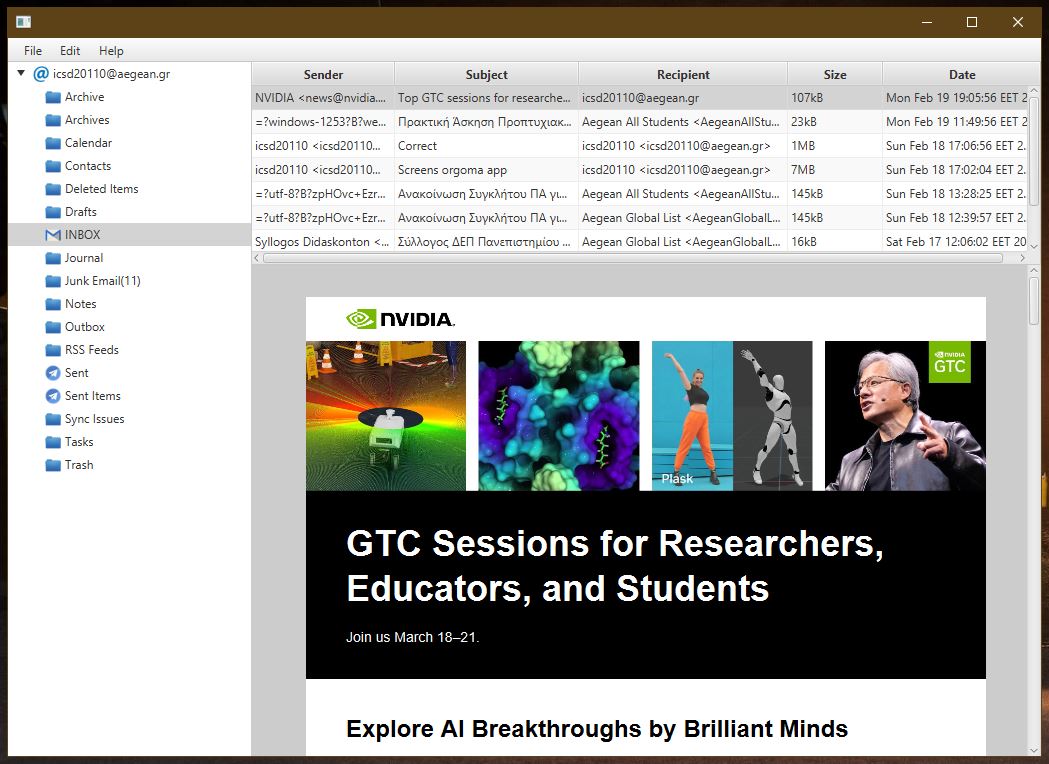 File Edit Help
icsd20110@aegean.gr
Archive
Archives
Calendar
Contacts
Deleted Items
Drafts
INBOX
Journal
Junk Email(11)
Notes
Outbox
RSS Feeds
Sent
Sent Items
Sync Issues
Tasks
Trash
Sender Subject Recipient Size Date
NVIDIA <news@nvidia.... Top GTC sessions for researche... icsd20110@aegean.gr 107kB Mon Feb 19 19:05:56 EET 2
=?windows-1253?B?we... Πρακτική Άσκηση Προπτυχιακ... Aegean All Students <AegeanAllStu... 23kB Mon Feb 19 11:49:56 EET 2
icsd20110 <icsd20110... Correct icsd20110 <icsd20110@aegean.gr> 1MB Sun Feb 18 17:06:56 EET 2.
icsd20110 <icsd20110... Screens orgoma app icsd20110 <icsd20110@aegean.gr> 7MB Sun Feb 18 17:02:04 EET 2.
=?utf-8?B?zpHOvc+Ezr... Ανακοίνωση Συγκλήτου ΠΑ γι... Aegean All Students <AegeanAllStu... 145kB Sun Feb 18 13:28:25 EET 2.
=?utf-8?B?zpHOvc+Ezr... Ανακοίνωση Συγκλήτου ΠΑ γι... Aegean Global List <AegeanGlobalL... 145kB Sun Feb 18 12:39:57 EET 2.
Syllogos Didaskonton <... Σύλλογος ΔΕΠ Πανεπιστημίου ... Aegean Global List <AegeanGlobalL... 16kB Sat Feb 17 12:06:02 EET 20
NVIDIA.
Plask
NVIDIA
GTC
GTC Sessions for Researchers,
Educators, and Students
Join us March 18–21.
Explore AI Breakthroughs by Brilliant Minds